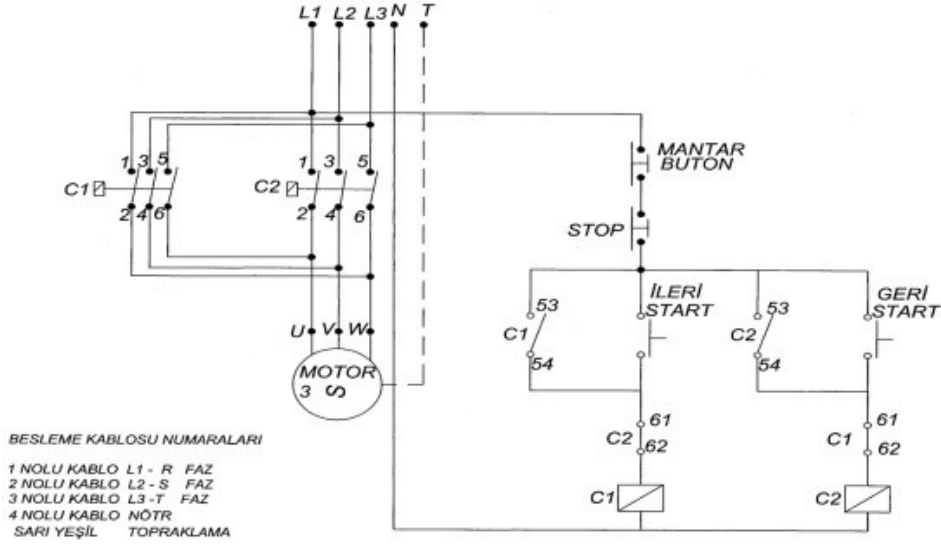 L1 L2 L3 N T
1 3 5
C1
2 4 6
1 3 5
C2
2 4 6
MANTAR
BUTON
STOP
U V W
MOTOR
3 S
53
C1
54
İLERİ
START
53
C2
54
GERİ
START
61
C2
62
61
C1
62
C1
C2
BESLEME KABLOSU NUMARALARI
1 NOLU KABLO L1 - R FAZ
2 NOLU KABLO L2 - S FAZ
3 NOLU KABLO L3 -T FAZ
4 NOLU KABLO NÖTR
SARI YEŞİL TOPRAKLAMA